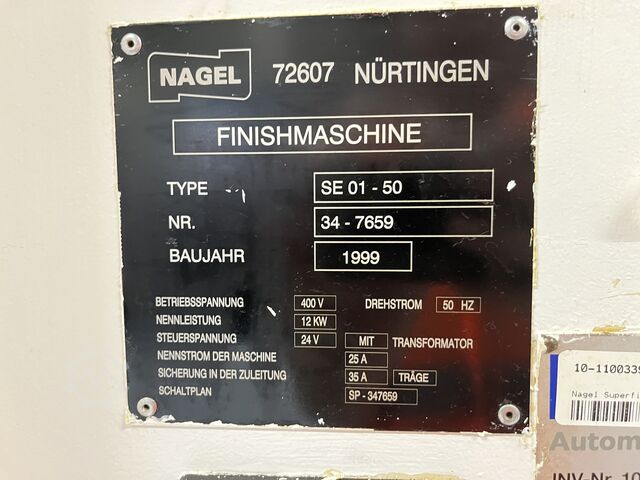 NAGEL 72607 NÜRTINGEN
FINISHMASCHINE
TYPE SE 01 - 50
NR. 34 - 7659
BAUJAHR 1999
BETRIEBSSPANNUNG 400 V DREHSTROM 50 HZ
NENNLEISTUNG 12 KW
STEUERSPANNUNG 24 V MIT TRANSFORMATOR
NENNSTROM DER MASCHINE 25 A
SICHERUNG IN DER ZULEITUNG 35 A TRÄGE
SCHALTPLAN SP - 347659
10-1100339
Nagel Superfi
Autom
INV-Nr. 10